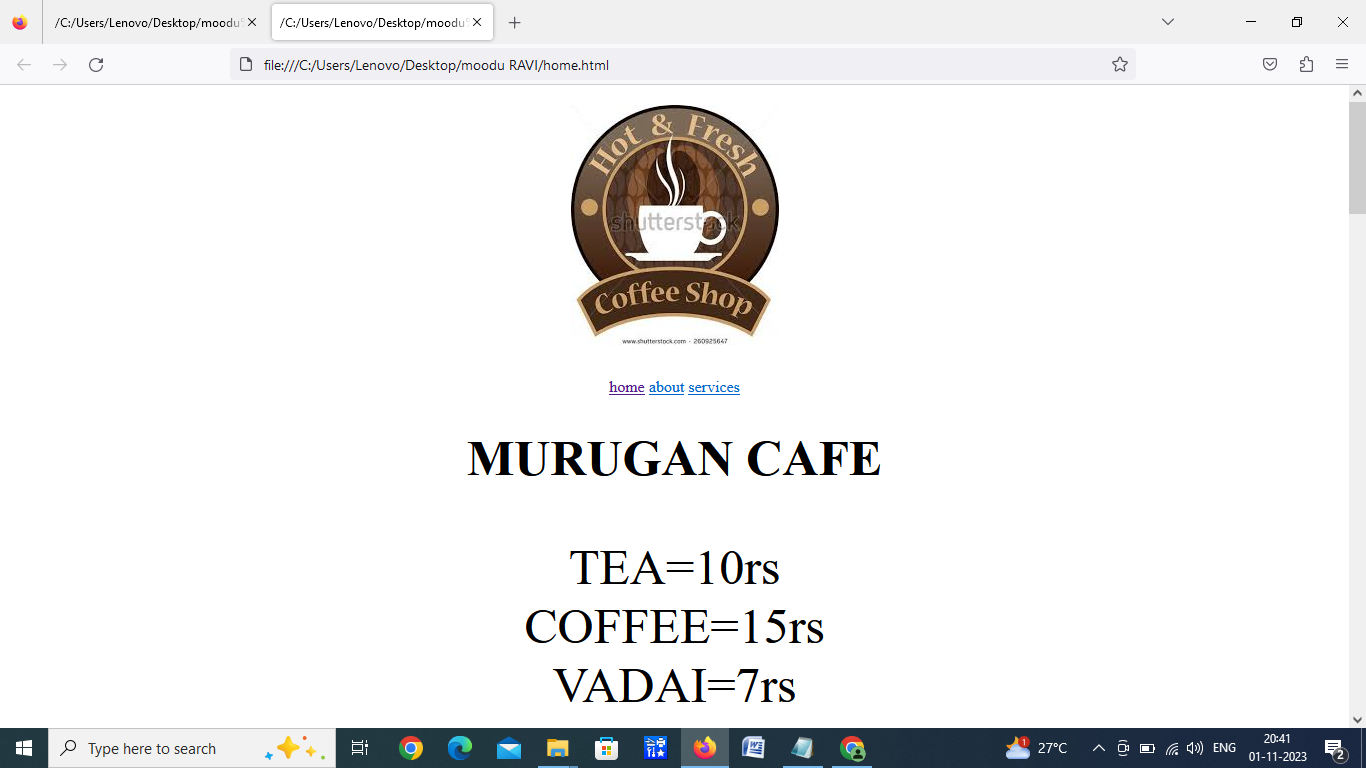 /C:/Users/Lenovo/Desktop/moodu
/C:/Users/Lenovo/Desktop/moodu
file:///C:/Users/Lenovo/Desktop/moodu RAVI/home.html
Hot & Fresh
shutterstock
Coffee Shop
www.shutterstock.com · 260925647
home about services
MURUGAN CAFE
TEA=10rs
COFFEE=15rs
VADAI=7rs
Type here to search
1
27°C
ENG
20:41
01-11-2023
2